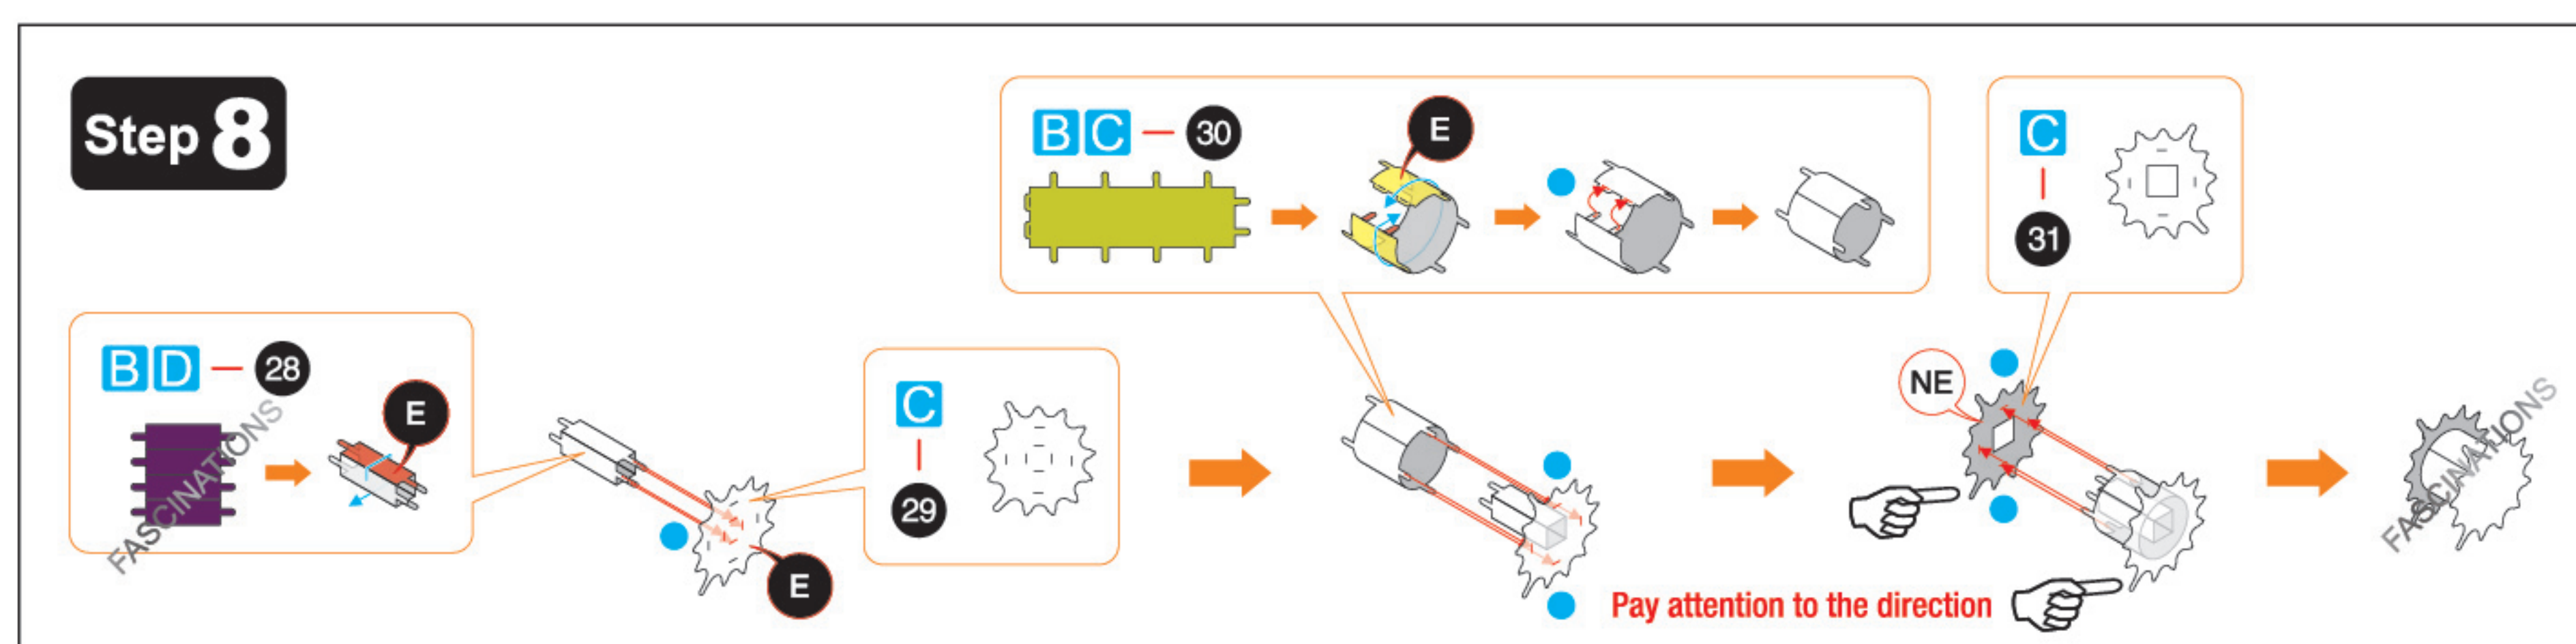 Step 8
B C — 30
E
C
31
B D — 28
E
FASCINATIONS
C
29
E
NE
Pay attention to the direction
FASCINATIONS